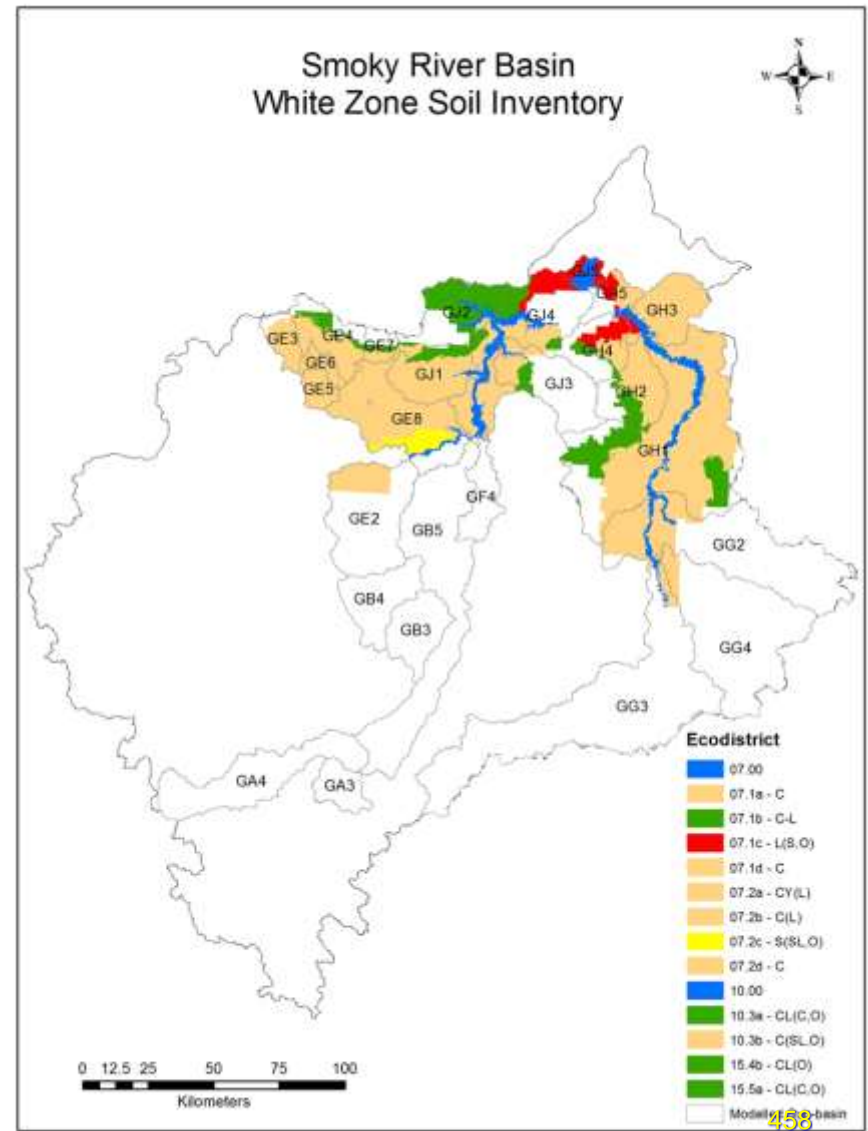 Smoky River Basin
White Zone Soil Inventory
N
W E
S
GJ5
GH5
GH3
GJ2
GJ4
GE4
GE3
GE7
GH4
GE6
GJ1
GJ3
GE5
GH2
GE8
GH1
GF4
GE2
GB5
GG2
GB4
GB3
GG4
GG3
GA4
GA3
Ecodistrict
07.00
07.1a - C
07.1b - C-L
07.1c - L(S,O)
07.1d - C
07.2a - CY(L)
07.2b - C(L)
07.2c - S(SL,O)
07.2d - C
10.00
10.3a - CL(C,O)
10.3b - C(SL,O)
15.4b - CL(O)
15.5a - CL(C,O)
-basin
0 12.5 25 50 75 100
Kilometers
458